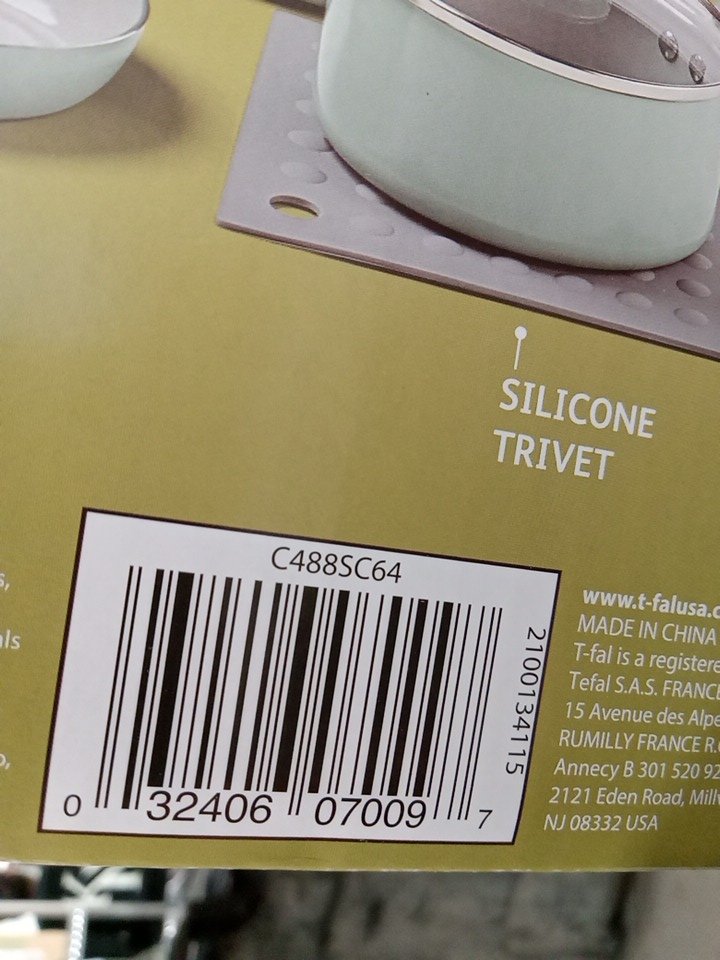 SILICONE
TRIVET
s,
als
o,
C488SC64
2100134115
0 32406 07009 7
www.t-falusa.c
MADE IN CHINA
T-fal is a registere
Tefal S.A.S. FRANCE
15 Avenue des Alpe
RUMILLY FRANCE R.C
Annecy B 301 520 92
2121 Eden Road, Millv
NJ 08332 USA